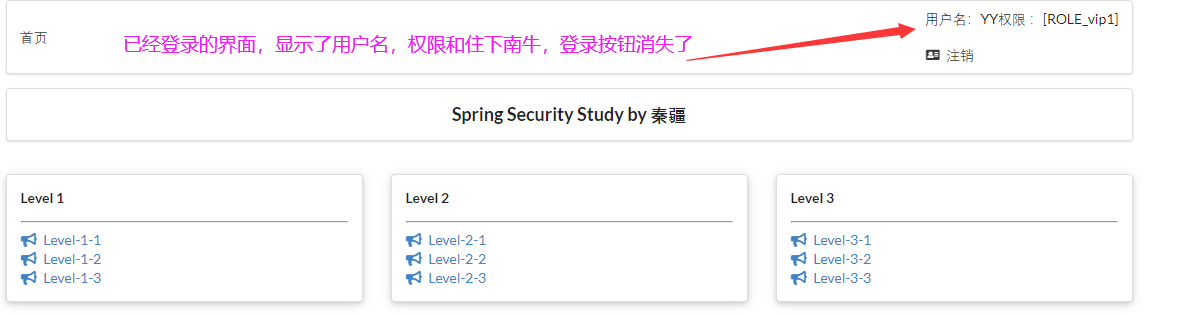 用户名：YY权限：[ROLE_vip1]
首页
已经登录的界面，显示了用户名，权限和住下南牛，登录按钮消失了
注销
Spring Security Study by 秦疆
Level 1
Level-1-1
Level-1-2
Level-1-3
Level 2
Level-2-1
Level-2-2
Level-2-3
Level 3
Level-3-1
Level-3-2
Level-3-3